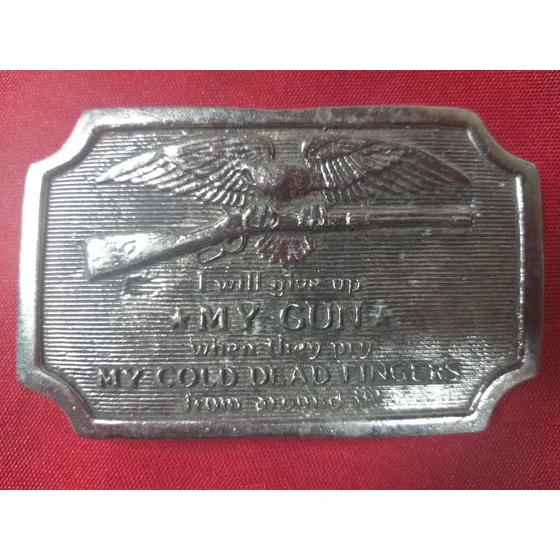 I will give up
MY GUN
when they pry
MY COLD DEAD FINGERS
from around it!